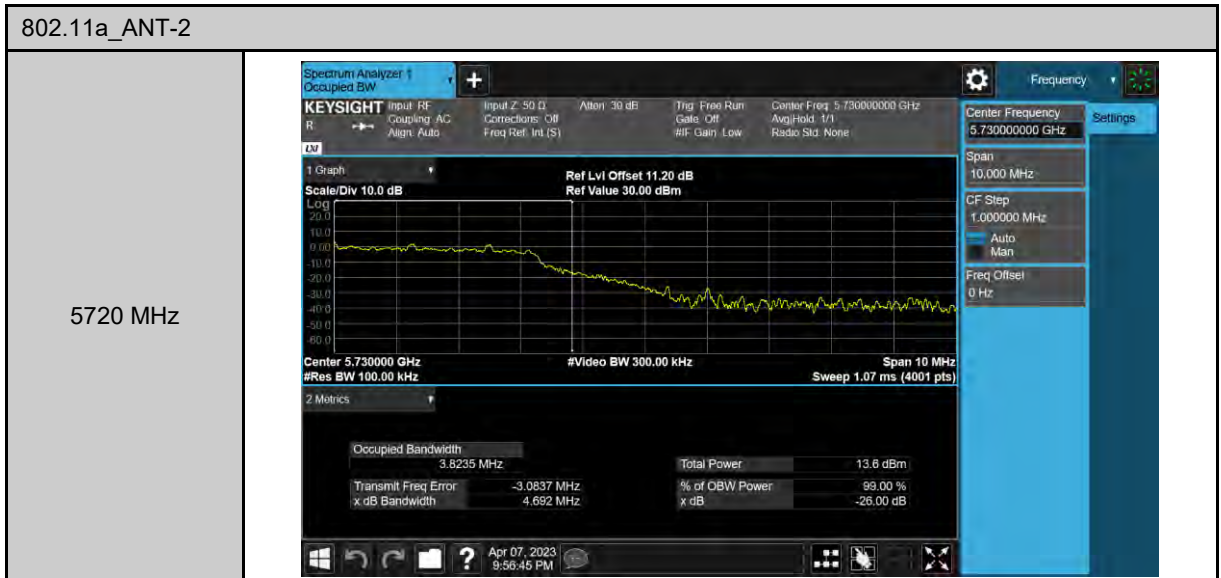 802.11a_ANT-2
5720 MHz
Spectrum Analyzer 1
Occupied BW
Frequency
KEYSIGHT
R
LXI
Input: RF
Coupling: AC
Align: Auto
Input Z: 50 Ω
Corrections: Off
Freq Ref: Int (S)
Atten: 30 dB
Trig: Free Run
Gate: Off
#IF Gain: Low
Center Freq: 5.730000000 GHz
Avg|Hold: 1/1
Radio Std: None
Center Frequency
5.730000000 GHz
Settings
Span
10.000 MHz
CF Step
1.000000 MHz
Auto
Man
Freq Offset
0 Hz
1 Graph
Scale/Div 10.0 dB
Ref Lvl Offset 11.20 dB
Ref Value 30.00 dBm
Log
20.0
10.0
0.00
-10.0
-20.0
-30.0
-40.0
-50.0
-60.0
Center 5.730000 GHz
#Video BW 300.00 kHz
Span 10 MHz
#Res BW 100.00 kHz
Sweep 1.07 ms (4001 pts)
2 Metrics
Occupied Bandwidth
3.8235 MHz
Total Power 13.6 dBm
Transmit Freq Error -3.0837 MHz
% of OBW Power 99.00 %
x dB Bandwidth 4.692 MHz
x dB -26.00 dB
?
Apr 07, 2023
9:56:45 PM